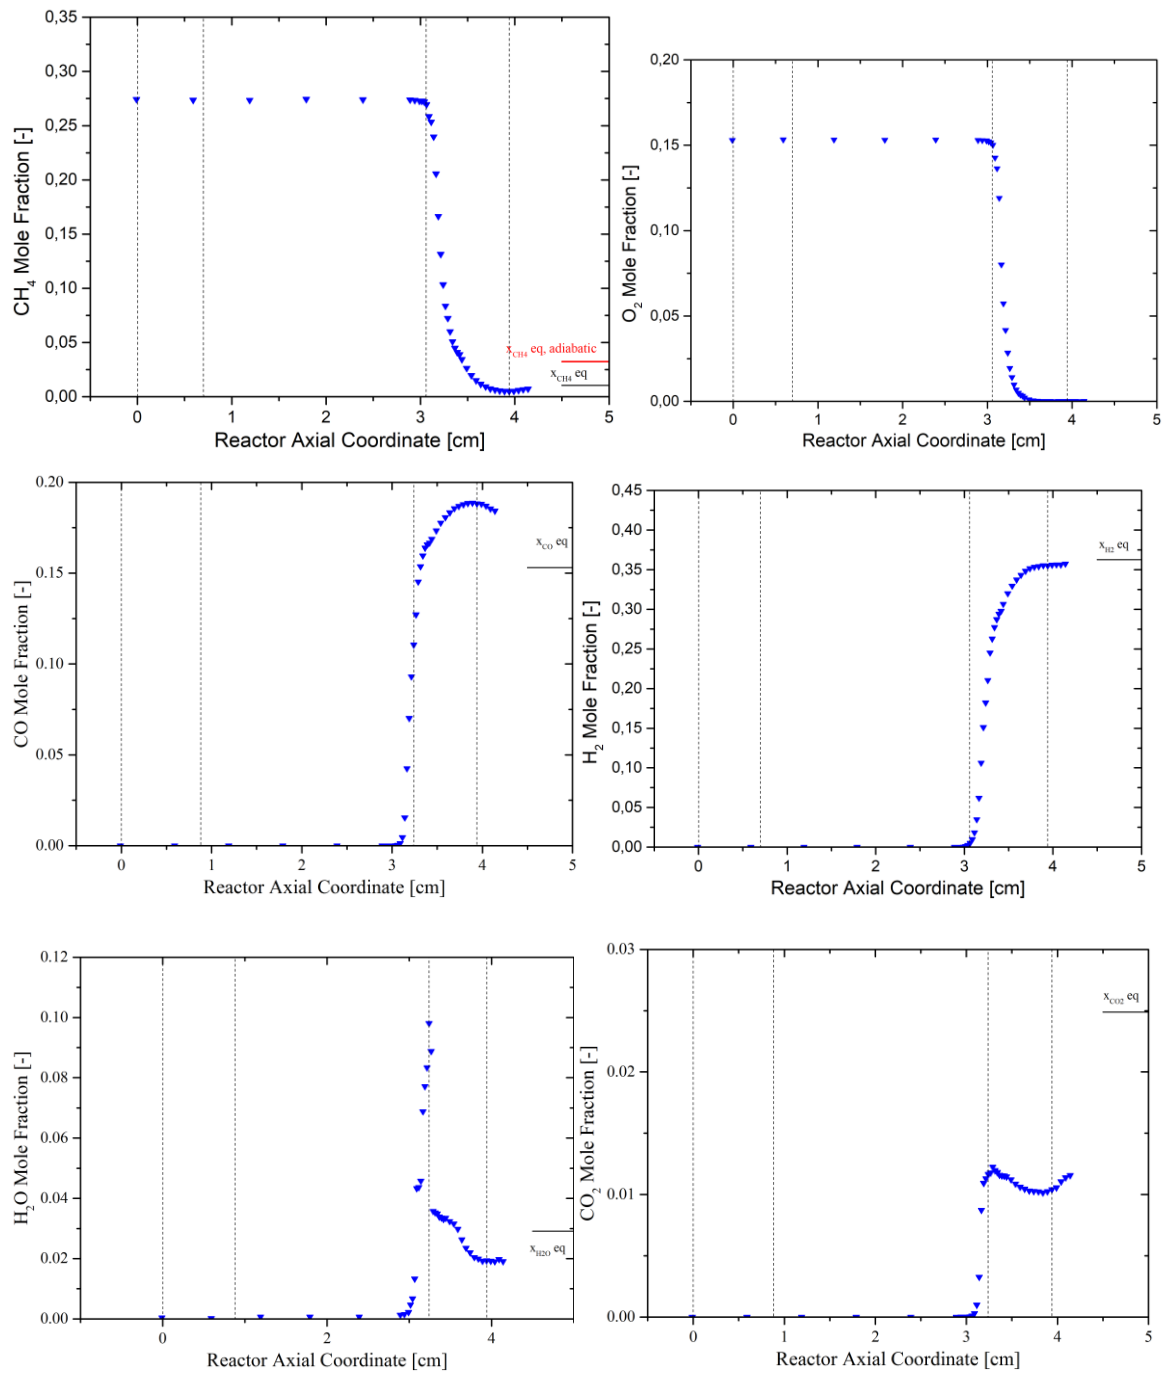 0,35
0,30
0,25
0,20
0,15
0,10
0,05
0,00
CH4 Mole Fraction [-]
xCH4 eq, adiabatic
xCH4 eq
0 1 2 3 4 5
Reactor Axial Coordinate [cm]
0,20
0,15
0,10
0,05
0,00
O2 Mole Fraction [-]
0 1 2 3 4 5
Reactor Axial Coordinate [cm]
0.20
0.15
0.10
0.05
0.00
CO Mole Fraction [-]
xCO eq
0 1 2 3 4 5
Reactor Axial Coordinate [cm]
0,45
0,40
0,35
0,30
0,25
0,20
0,15
0,10
0,05
0,00
H2 Mole Fraction [-]
xH2 eq
0 1 2 3 4 5
Reactor Axial Coordinate [cm]
0.12
0.10
0.08
0.06
0.04
0.02
0.00
H2O Mole Fraction [-]
xH2O eq
0 2 4
Reactor Axial Coordinate [cm]
0.03
0.02
0.01
0.00
CO2 Mole Fraction [-]
xCO2 eq
0 1 2 3 4 5
Reactor Axial Coordinate [cm]